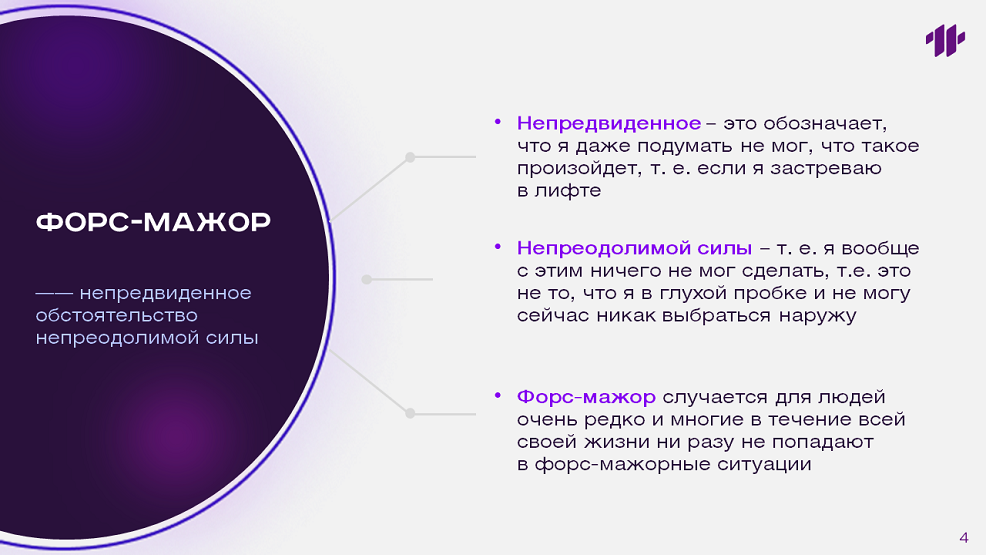 ФОРС-МАЖОР
—— непредвиденное
обстоятельство
непреодолимой силы
• Непредвиденное – это обозначает,
что я даже подумать не мог, что такое
произойдет, т. е. если я застреваю
в лифте
• Непреодолимой силы – т. е. я вообще
с этим ничего не мог сделать, т.е. это
не то, что я в глухой пробке и не могу
сейчас никак выбраться наружу
• Форс-мажор случается для людей
очень редко и многие в течение всей
своей жизни ни разу не попадают
в форс-мажорные ситуации
4